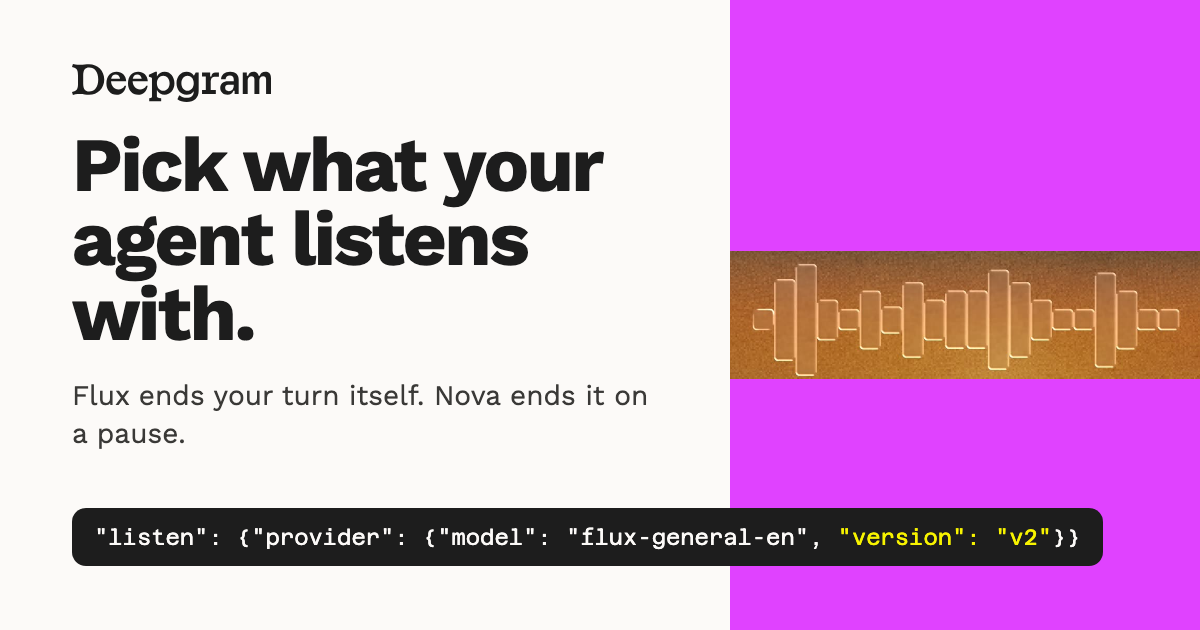 Deepgram
Pick what your
agent listens
with.
Flux ends your turn itself. Nova ends it on
a pause.
"listen": {"provider": {"model": "flux-general-en", "version": "v2"}}